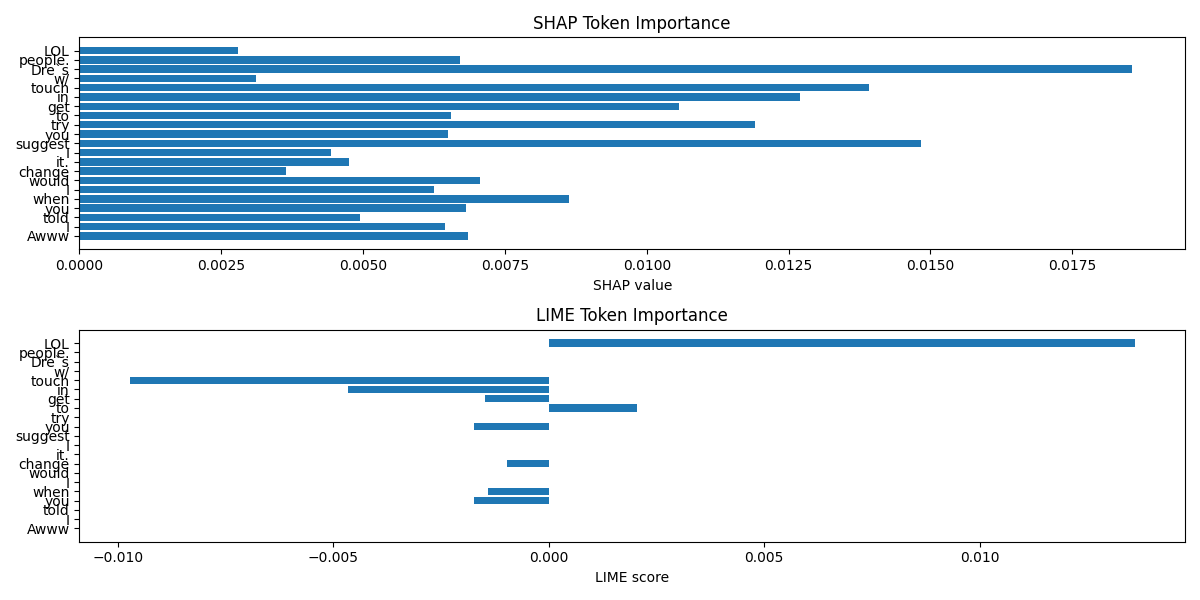 SHAP Token Importance
LOL
people.
Dre`s
w/
touch
in
get
to
try
you
suggest
I
it.
change
would
I
when
you
told
I
Awww
0.0000 0.0025 0.0050 0.0075 0.0100 0.0125 0.0150 0.0175
SHAP value
LIME Token Importance
LOL
people.
Dre`s
w/
touch
in
get
to
try
you
suggest
I
it.
change
would
I
when
you
told
I
Awww
−0.010 −0.005 0.000 0.005 0.010
LIME score